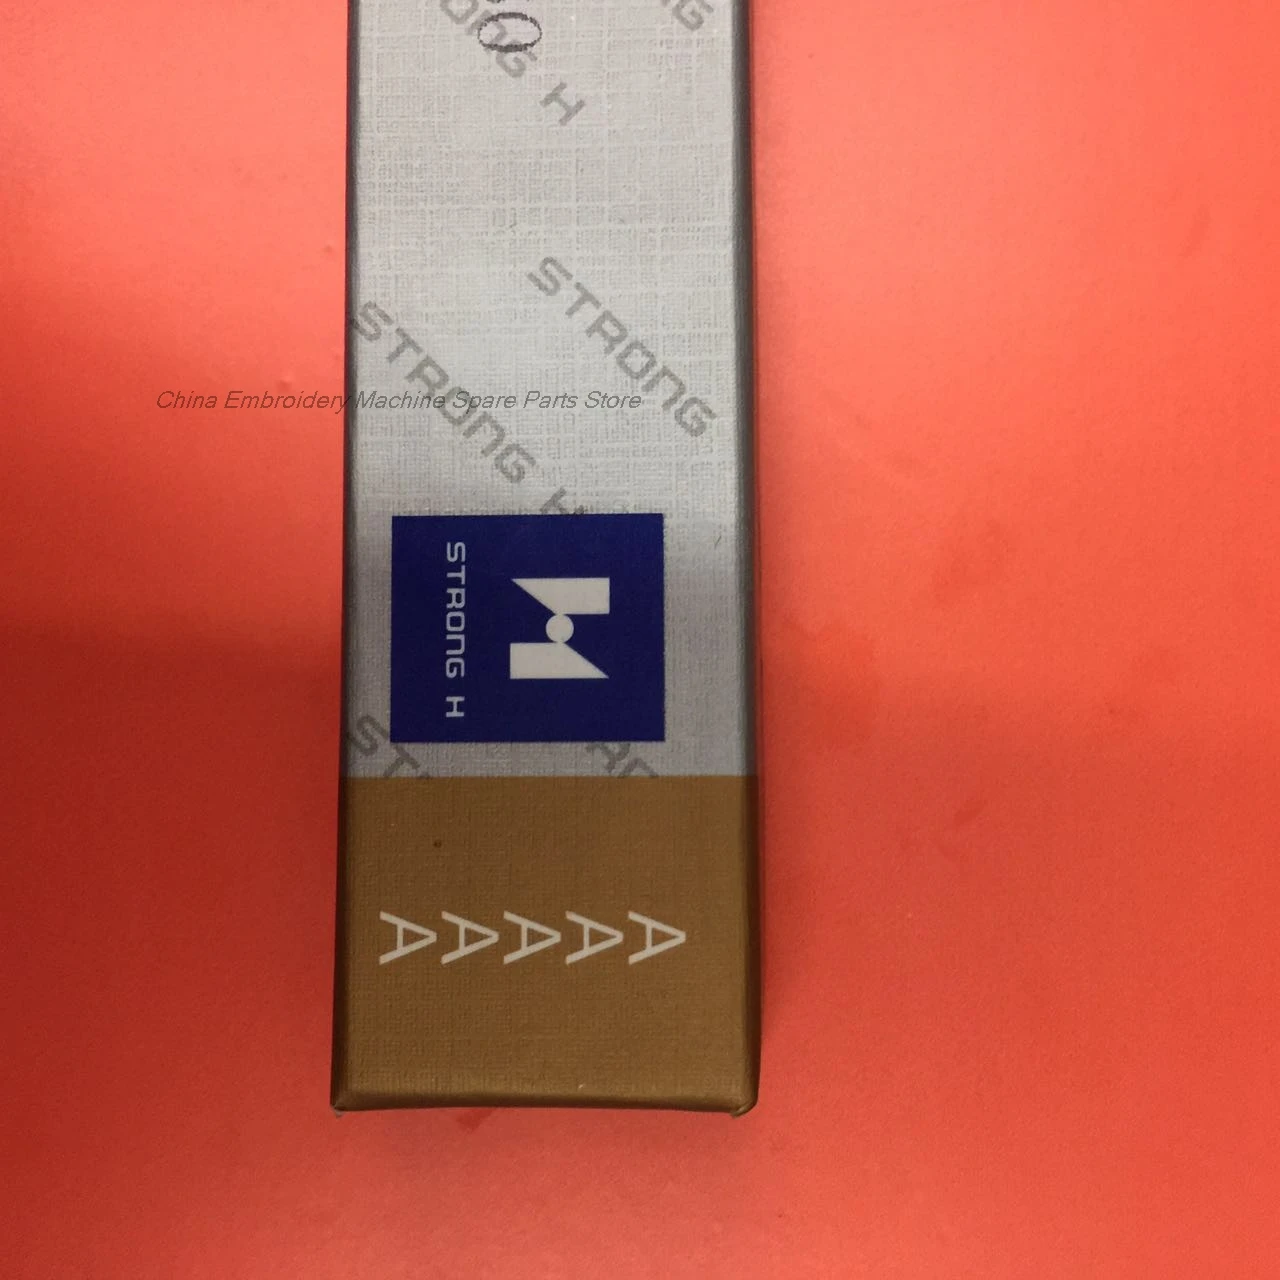 STRONG H
STRONG
STRONG H
China Embroidery Machine Spare Parts Store
STRONG H
AAAAA